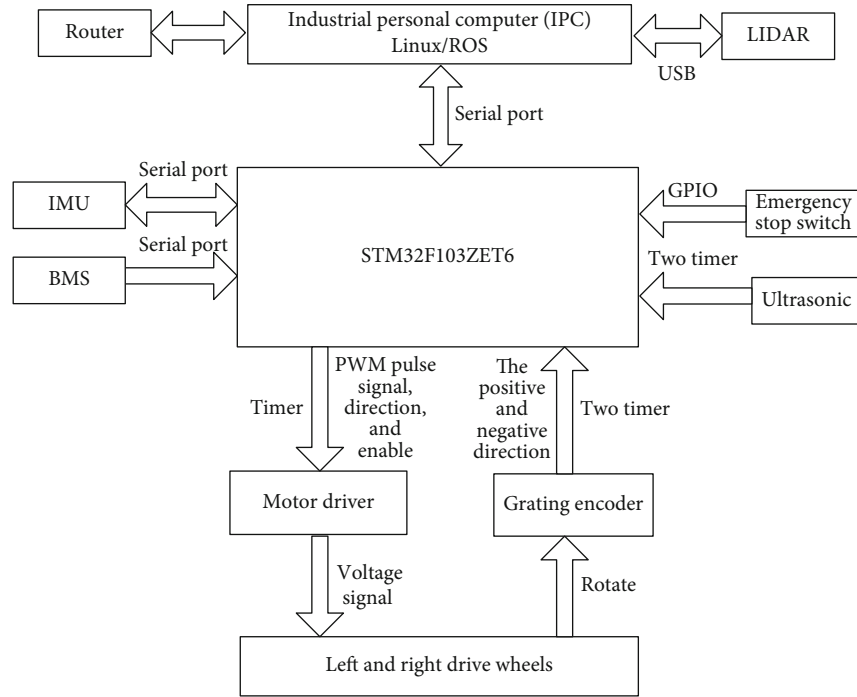 Router
Industrial personal computer (IPC)
Linux/ROS
LIDAR
USB
Serial port
Serial port
IMU
Serial port
BMS
STM32F103ZET6
GPIO
Emergency
stop switch
Two timer
Ultrasonic
Timer
PWM pulse
signal,
direction,
and
enable
The
positive
and
negative
direction
Two timer
Motor driver
Grating encoder
Voltage
signal
Rotate
Left and right drive wheels